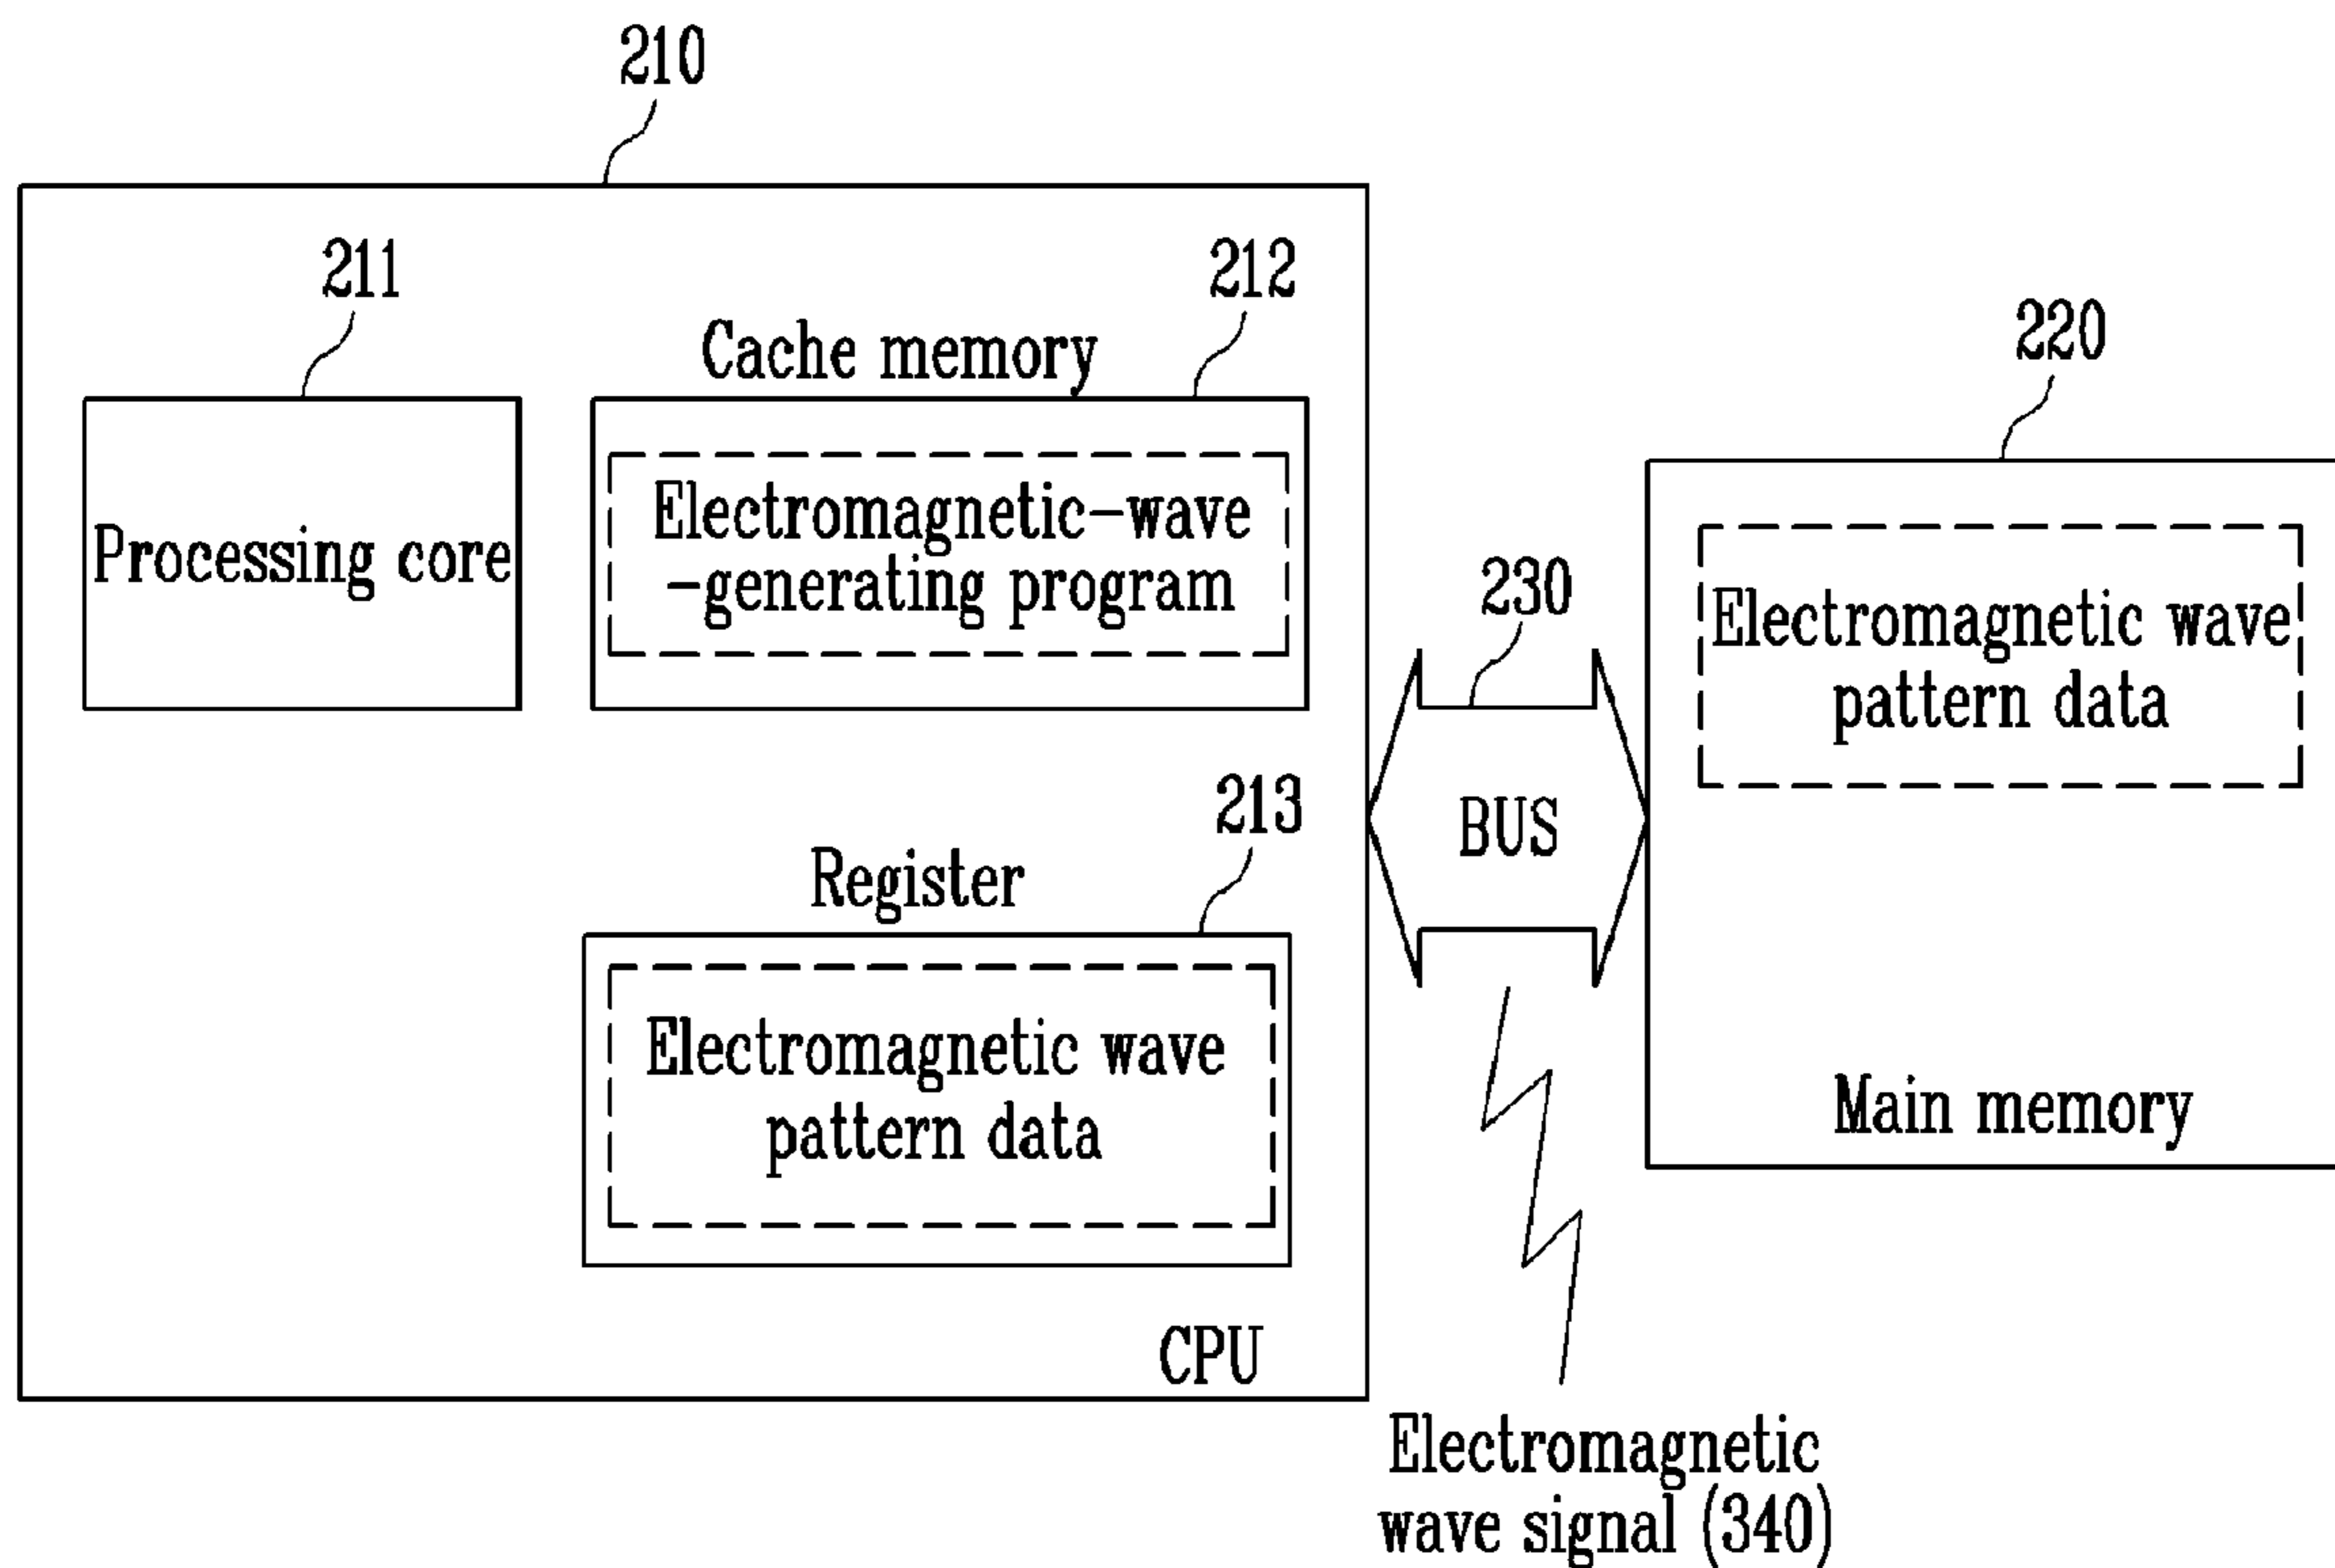 210
211
212
Cache memory
220
Processing core
Electromagnetic-wave
-generating program
230
Electromagnetic wave
pattern data
213
BUS
Register
Electromagnetic wave
pattern data
Main memory
CPU
Electromagnetic
wave signal (340)